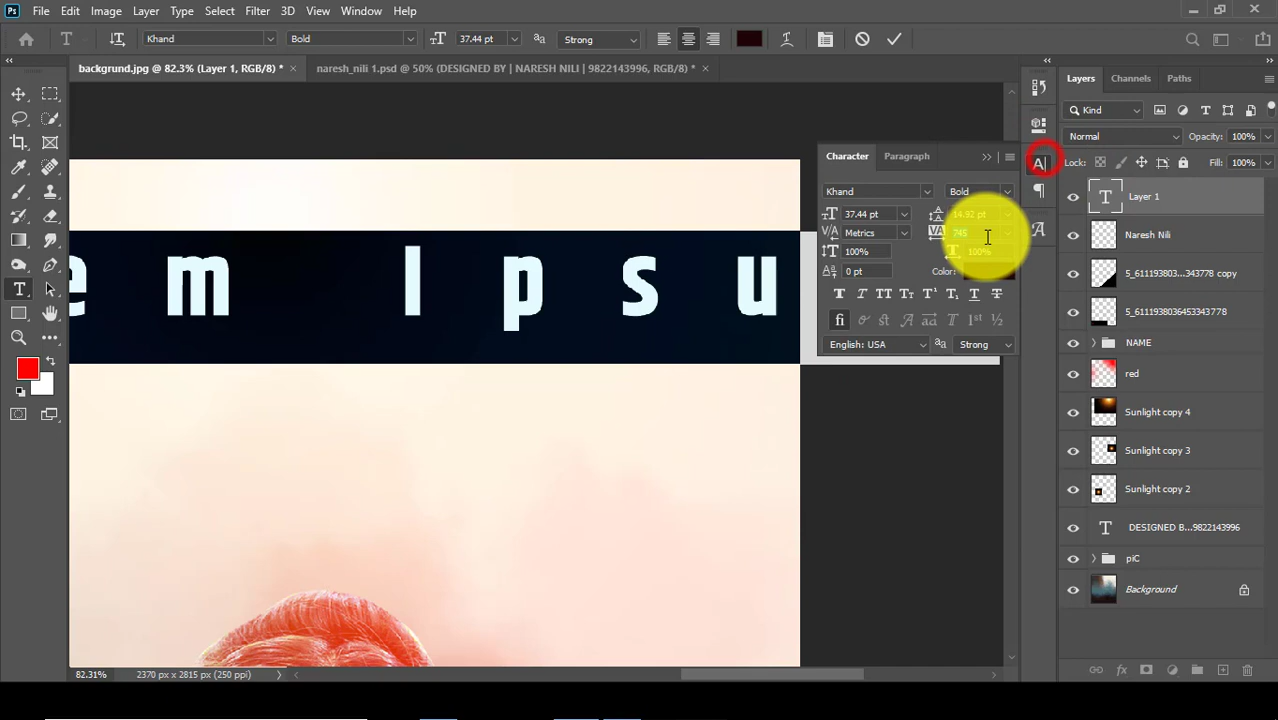 Ps File Edit Image Layer Type Select Filter 3D View Window Help
T Khand Bold 37.44 pt Strong
backgrund.jpg @ 82.3% (Layer 1, RGB/8) * naresh_nili 1.psd @ 50% (DESIGNED BY | NARESH NILI | 9822143996, RGB/8) *
Layers Channels Paths
Kind
Normal Opacity: 100%
Lock: Fill: 100%
Character Paragraph
Khand Bold
37.44 pt 14.92 pt
Metrics 745
100% 100%
0 pt Color:
English: USA Strong
e m I p s u
Layer 1
Naresh Nili
5_611193803...343778 copy
5_6111938036453343778
NAME
red
Sunlight copy 4
Sunlight copy 3
Sunlight copy 2
DESIGNED B...9822143996
piC
Background
82.31% 2370 px x 2815 px (250 ppi)